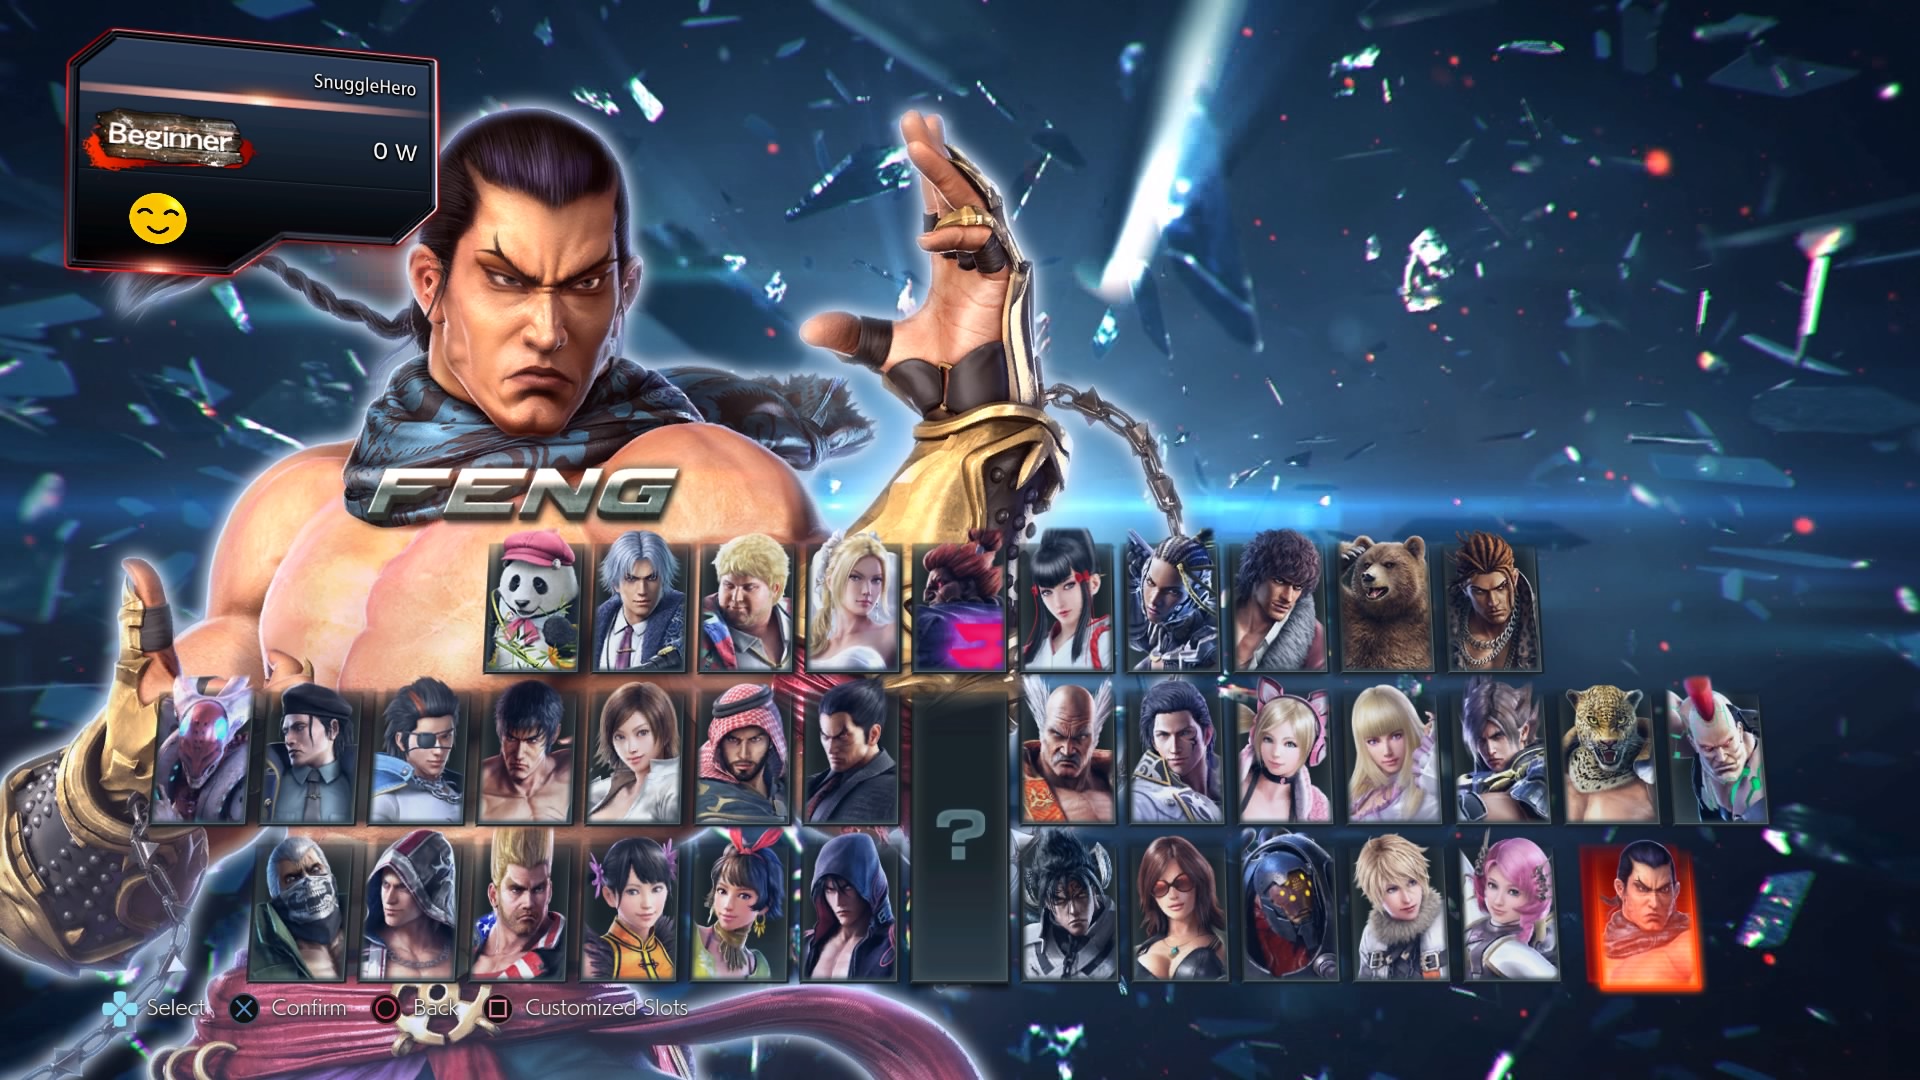 SnuggleHero
Beginner
0 W
FENG
?
Select Confirm Back Customized Slots